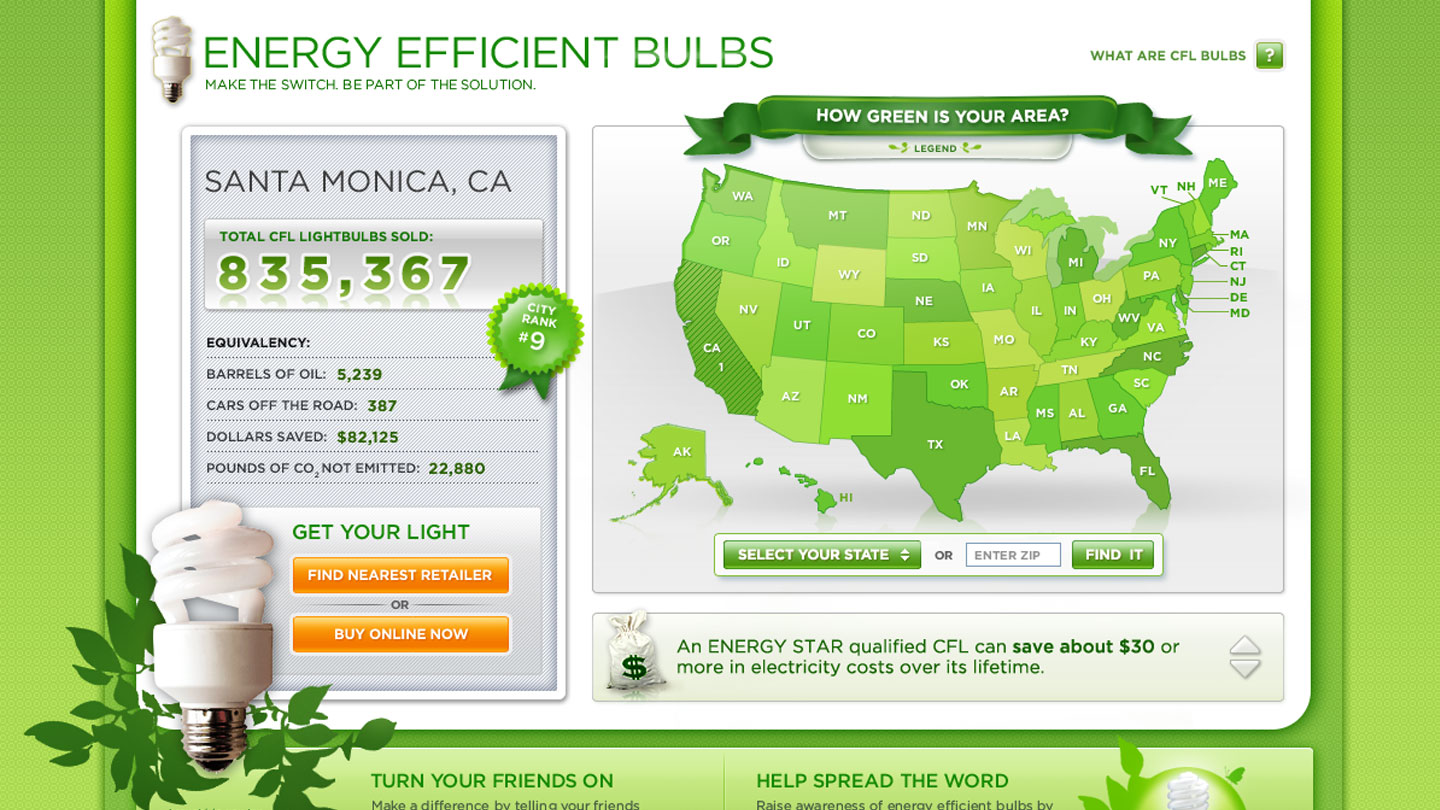 ENERGY EFFICIENT BULBS
MAKE THE SWITCH. BE PART OF THE SOLUTION.
WHAT ARE CFL BULBS ?
SANTA MONICA, CA
TOTAL CFL LIGHTBULBS SOLD:
835,367
CITY
RANK
#9
EQUIVALENCY:
BARRELS OF OIL: 5,239
CARS OFF THE ROAD: 387
DOLLARS SAVED: $82,125
POUNDS OF CO2 NOT EMITTED: 22,880
GET YOUR LIGHT
FIND NEAREST RETAILER
OR
BUY ONLINE NOW
HOW GREEN IS YOUR AREA?
LEGEND
WA
MT
ND
MN
VT
NH
ME
OR
ID
WY
SD
WI
MI
NY
MA
RI
CT
NJ
DE
MD
NV
UT
CO
NE
IA
IL
IN
OH
PA
WV
VA
CA
1
KS
MO
KY
NC
TN
AZ
NM
OK
AR
SC
MS
AL
GA
TX
LA
FL
AK
HI
SELECT YOUR STATE
OR
ENTER ZIP
FIND IT
$
An ENERGY STAR qualified CFL can save about $30 or
more in electricity costs over its lifetime.
TURN YOUR FRIENDS ON
Make a difference by telling your friends
HELP SPREAD THE WORD
Raise awareness of energy efficient bulbs by